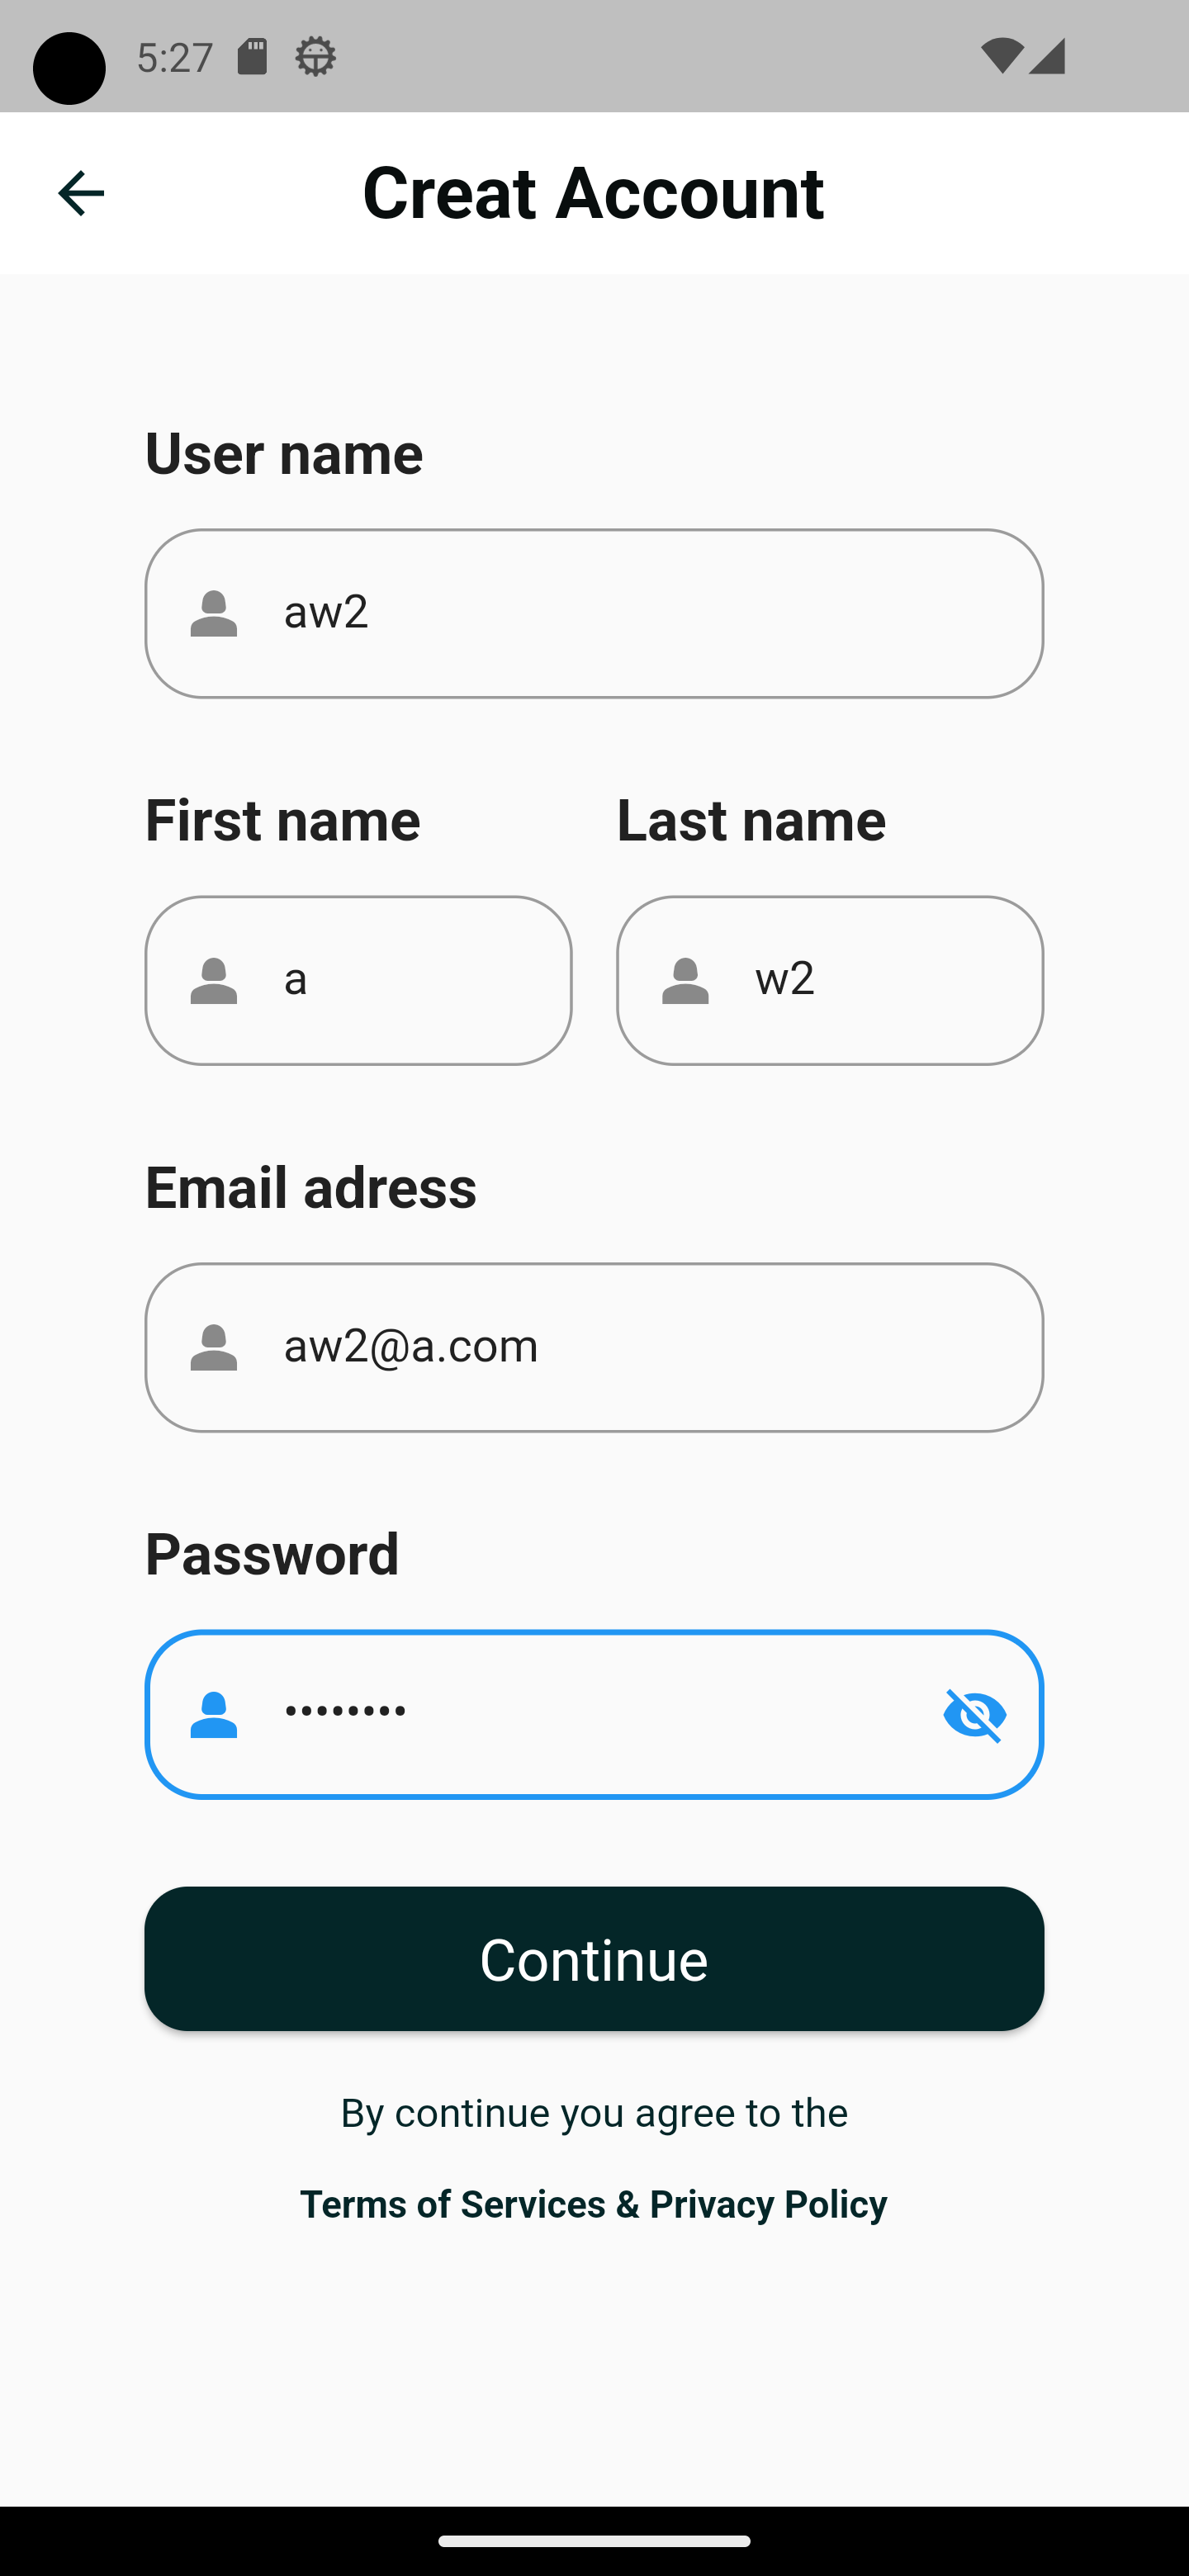 5:27
Creat Account
User name
aw2
First name
Last name
a
w2
Email adress
aw2@a.com
Password
••••••••
Continue
By continue you agree to the
Terms of Services & Privacy Policy